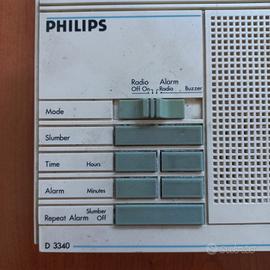 PHILIPS
Radio Alarm
Off On Radio Buzzer
Mode
Slumber
Time Hours
Alarm Minutes
Slumber
Repeat Alarm Off
D 3340